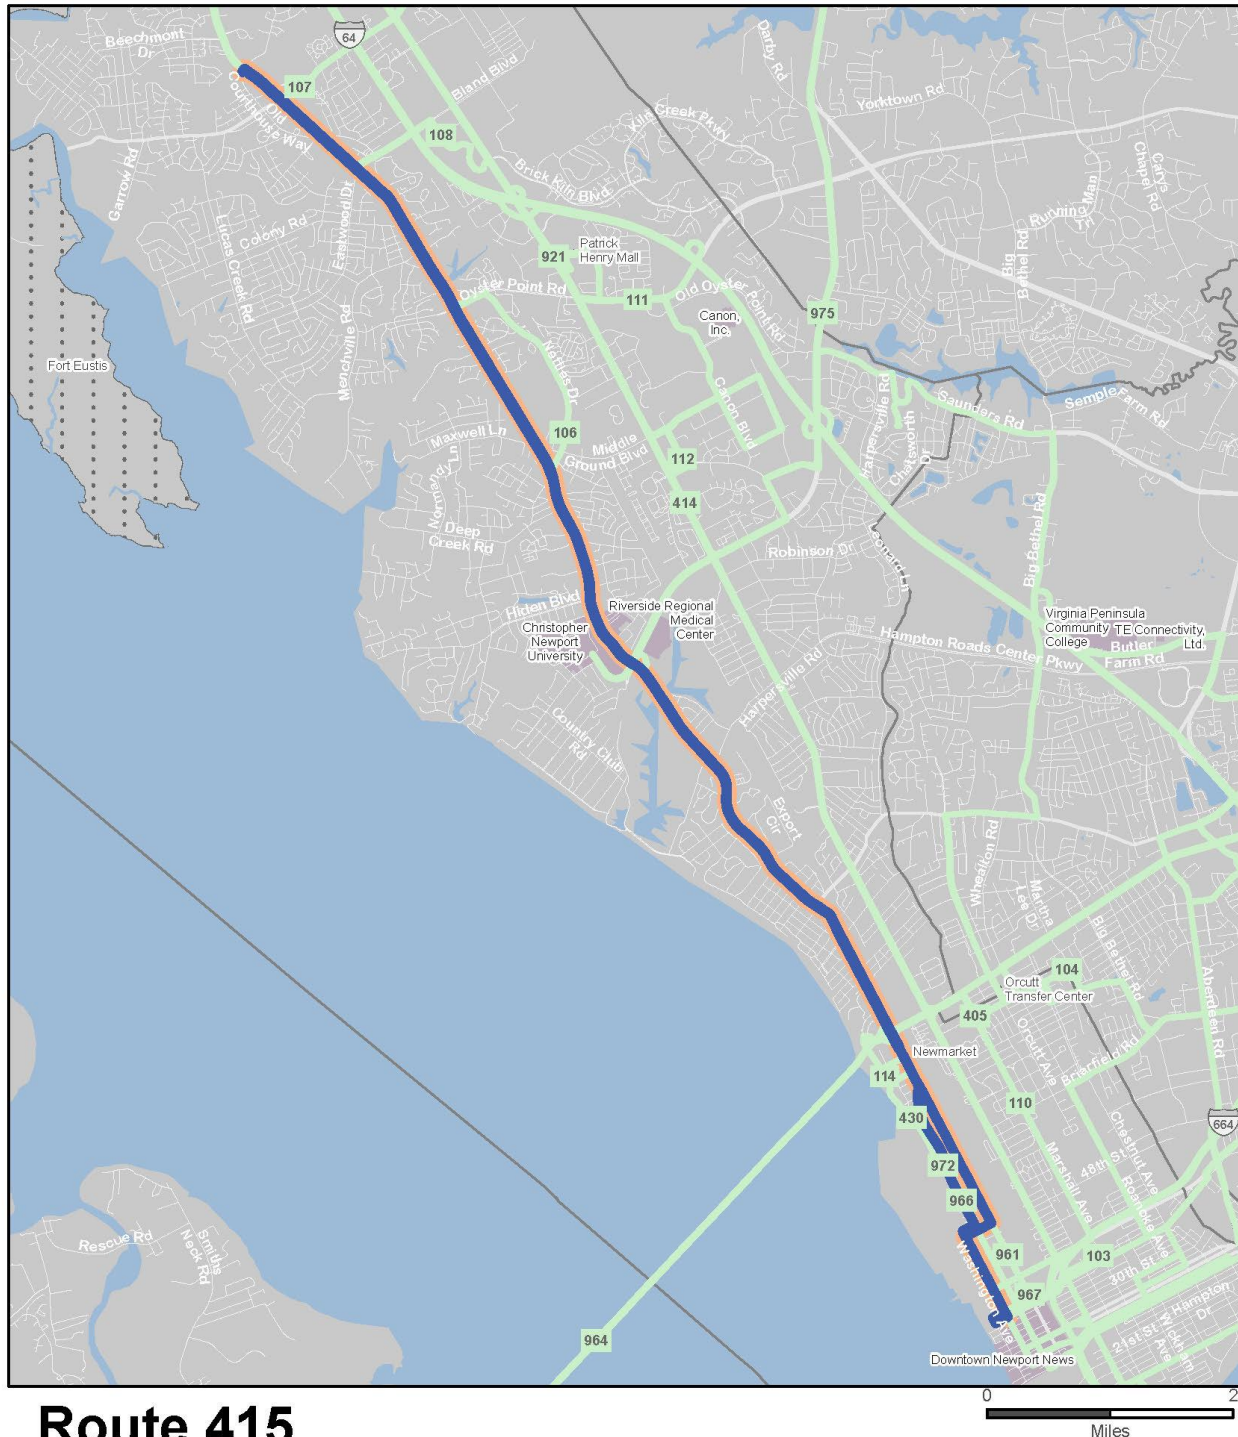 Beechmont
Dr
64
107
Old
Courthouse Way
108
Bland Blvd
Darby Rd
Yorktown Rd
Kiln Creek Pkwy
Brick Kiln Blvd
Garrow Rd
Lucas Creek Rd
Colony Rd
Eastwood Dr
Menchville Rd
Carys
Chapel Rd
Running Man
Trl
Big
Bethel Rd
921
Patrick
Henry Mall
Oyster Point Rd
111
Old Oyster
Point Rd
Canon,
Inc.
975
Fort Eustis
Nettles Dr
Canon Blvd
Harpersville Rd
Chatsworth
Dr
Saunders Rd
Semple Farm Rd
Maxwell Ln
106
Middle
Ground Blvd
112
414
Normandy Ln
Deep
Creek Rd
Robinson Dr
Leonard Ln
Big Bethel Rd
Hiden Blvd
Riverside Regional
Medical
Center
Christopher
Newport
University
Virginia Peninsula
Community
College
TE Connectivity,
Ltd.
Butler
Farm Rd
Hampton Roads Center Pkwy
Harpersville Rd
Country Club
Rd
Export
Cir
Whealton Rd
Martha
Lee Dr
Big Bethel Rd
Aberdeen Rd
104
Orcutt
Transfer Center
405
Orcutt Ave
Briarfield Rd
Newmarket
114
430
110
664
972
966
Marshall Ave
48th St
Chestnut Ave
Roanoke Ave
961
103
30th St
967
Washington Ave
21st St
Hampton
Dr
Wickham
Ave
Downtown Newport News
964
Rescue Rd
Smiths
Neck Rd
Route 415
0
2
Miles